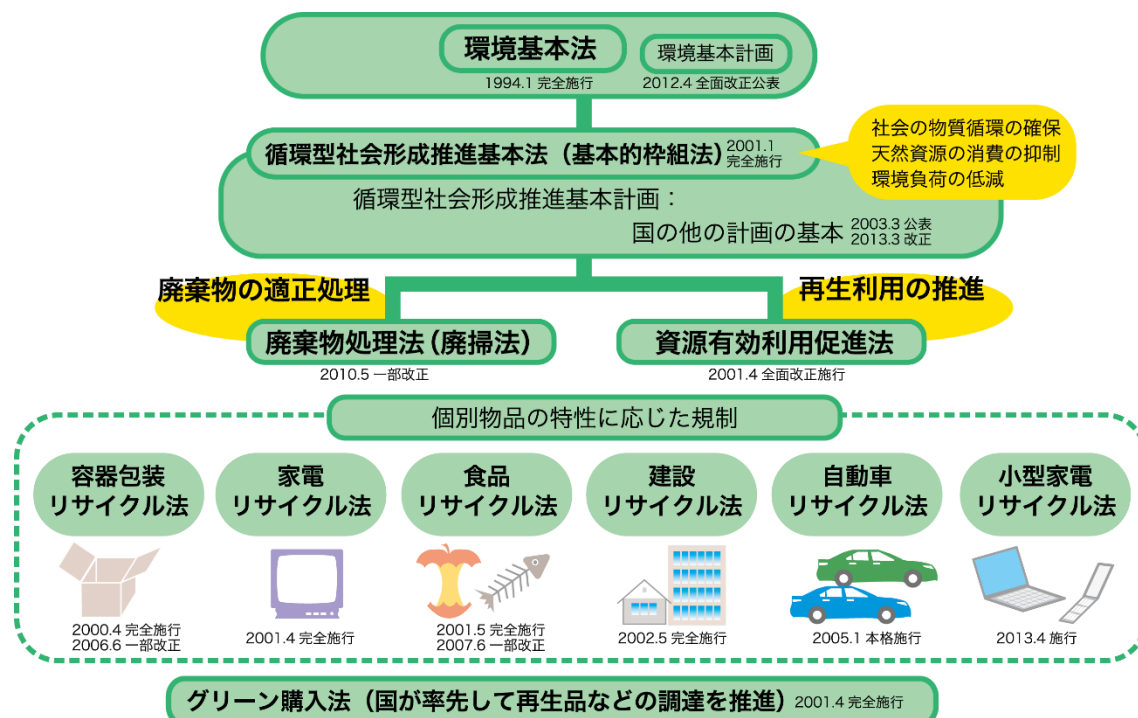 環境基本法
1994.1 完全施行
環境基本計画
2012.4 全面改正公表
循環型社会形成推進基本法（基本的枠組法）
2001.1
完全施行
社会の物質循環の確保
天然資源の消費の抑制
環境負荷の低減
循環型社会形成推進基本計画：
国の他の計画の基本
2003.3 公表
2013.3 改正
廃棄物の適正処理
廃棄物処理法（廃掃法）
2010.5 一部改正
再生利用の推進
資源有効利用促進法
2001.4 全面改正施行
個別物品の特性に応じた規制
容器包装
リサイクル法
2000.4 完全施行
2006.6 一部改正
家電
リサイクル法
2001.4 完全施行
食品
リサイクル法
2001.5 完全施行
2007.6 一部改正
建設
リサイクル法
2002.5 完全施行
自動車
リサイクル法
2005.1 本格施行
小型家電
リサイクル法
2013.4 施行
グリーン購入法（国が率先して再生品などの調達を推進）2001.4 完全施行